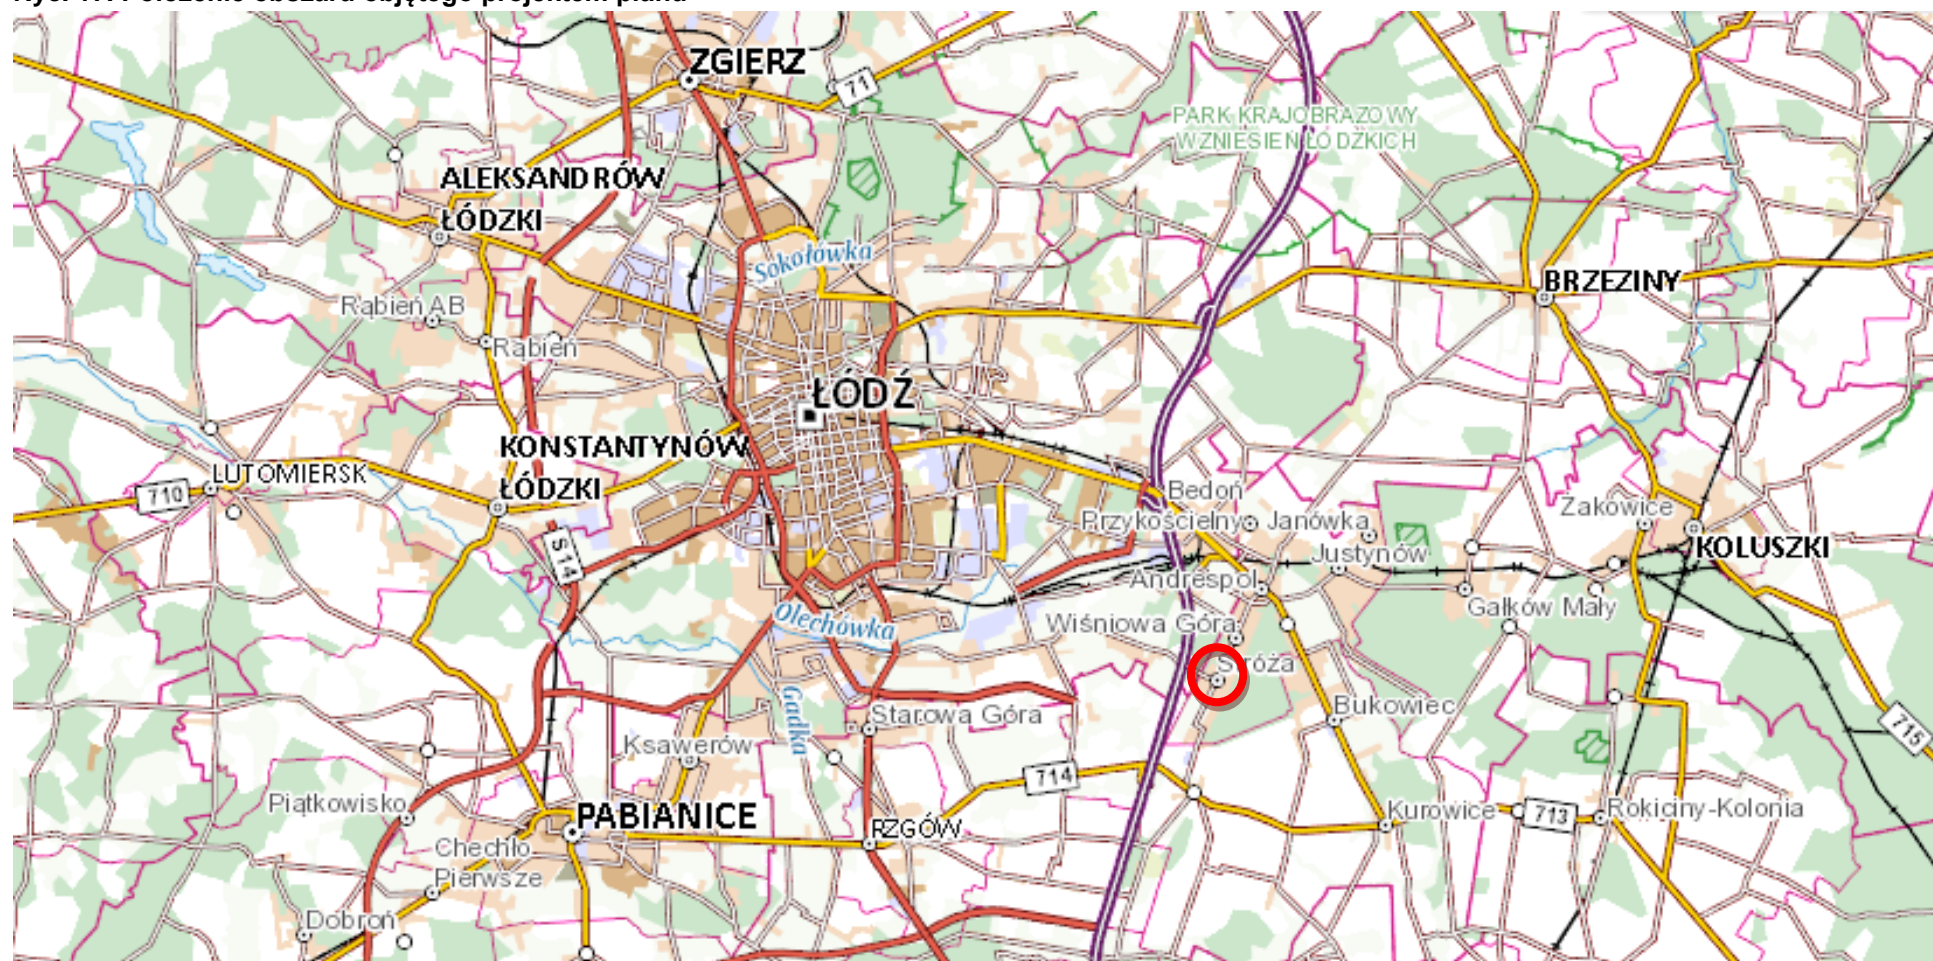 ZGIERZ
71
PARK KRAJOBRAZOWY
WZNIESIEŃ ŁÓDZKICH
ALEKSANDRÓW
ŁÓDZKI
Sokołówka
BRZEZINY
Rąbień AB
Rąbień
ŁÓDŹ
KONSTANTYNÓW
ŁÓDZKI
LUTOMIERSK
710
S14
Bedoń
Przykościelny
Janówka
Zakowice
Justynów
KOLUSZKI
Andrespol
Gałków Mały
Olechówka
Wiśniowa Góra
Stróża
Gadka
Starowa Góra
Bukowiec
715
Ksawerów
714
Piątkowisko
PABIANICE
RZGÓW
Kurowice
713
Rokiciny-Kolonia
Chechło
Pierwsze
Dobroń